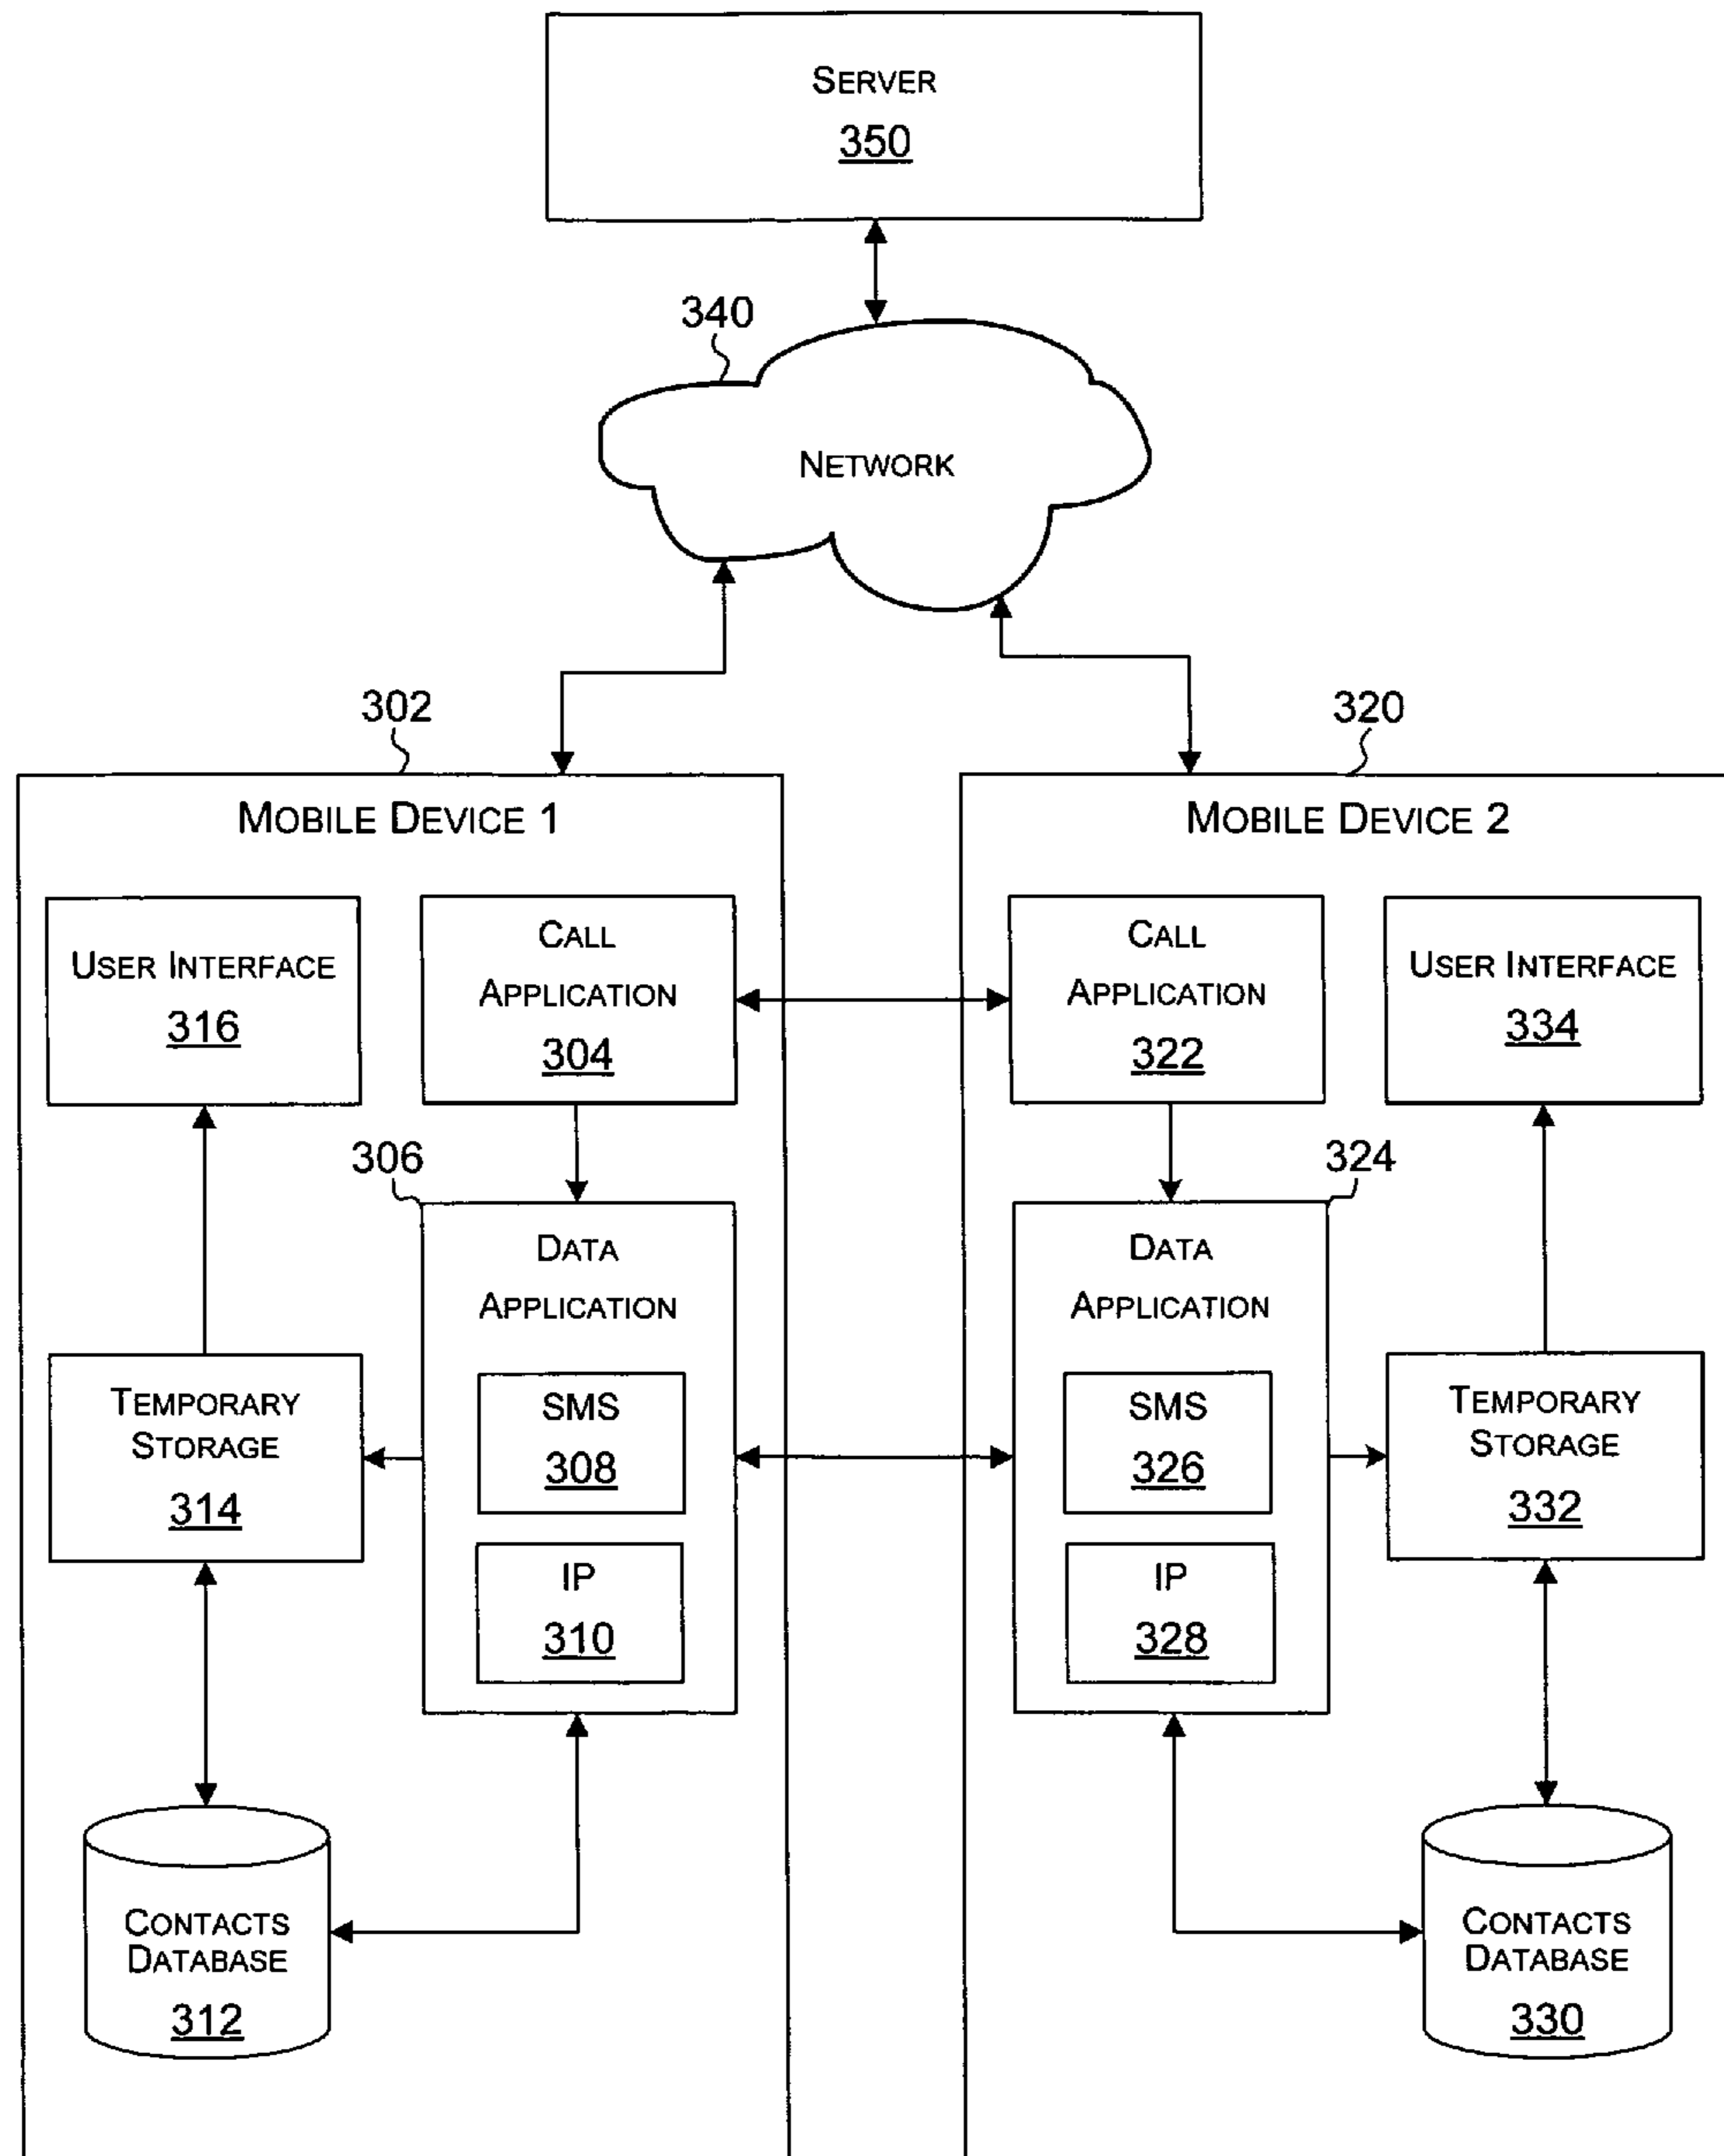 SERVER
350
340
NETWORK
302
320
MOBILE DEVICE 1
USER INTERFACE
316
CALL
APPLICATION
304
306
DATA
APPLICATION
SMS
308
IP
310
TEMPORARY
STORAGE
314
CONTACTS
DATABASE
312
MOBILE DEVICE 2
CALL
APPLICATION
322
USER INTERFACE
334
324
DATA
APPLICATION
SMS
326
IP
328
TEMPORARY
STORAGE
332
CONTACTS
DATABASE
330